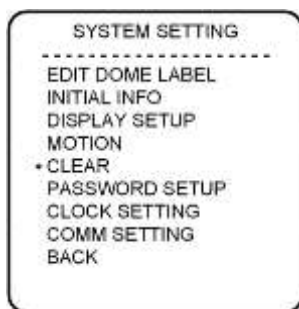 SYSTEM SETTING
- - - - - - - - - - - - - - - - - - -
EDIT DOME LABEL
INITIAL INFO
DISPLAY SETUP
MOTION
• CLEAR
PASSWORD SETUP
CLOCK SETTING
COMM SETTING
BACK